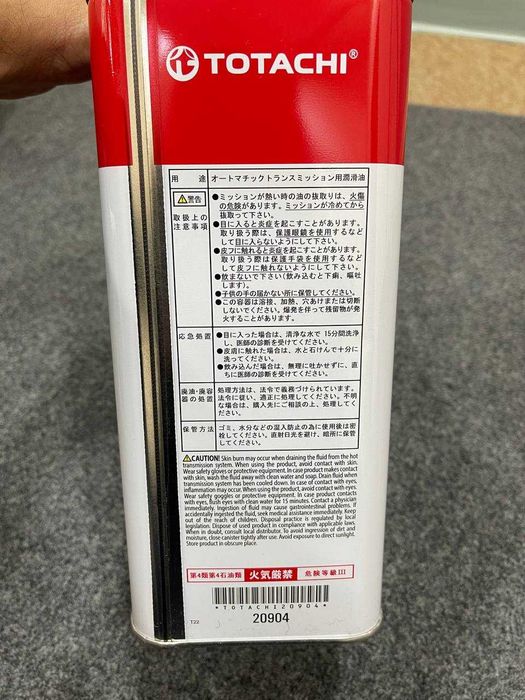 TOTACHI®
用途 オートマチックトランスミッション用潤滑油
警告
取扱上の
注意事項
●ミッションが熱い時の油の抜取りは、火傷
の危険があります。ミッションが冷めてから
抜取って下さい。
●目に入ると炎症を起こすことがあります。
取り扱う際は、保護眼鏡を使用するなど
して目に入らないようにして下さい。
●皮ふに触れると炎症を起こすことがあります。
取り扱う際は保護手袋を使用するなど
して皮ふに触れないようにして下さい。
●飲まないで下さい(飲み込むと下痢、嘔吐
します)。
●子供の手の届かない所に保管してください。
●この容器は溶接、加熱、穴あけまたは切断
しないでください。爆発を伴って残留物が発
火することがあります。
応急処置
●目に入った場合は、清浄な水で15分間洗浄
し、医師の診断を受けてください。
●皮膚に触れた場合は、水と石けんで十分に
洗ってください。
●飲み込んだ場合は、無理に吐かせずに、直
ちに医師の診断を受けてください。
廃油・廃容
器の処置
処理方法は、法令で義務づけられています。
法令に従い、適正に処理してください。不明
な場合は、購入先にご相談の上、処理してく
ださい。
保管方法
ゴミ、水分などの混入防止の為に使用後は密
栓してください。直射日光を避け、暗所に保管
してください。
CAUTION! Skin burn may occur when draining the fluid from the hot
transmission system. When using the product, avoid contact with skin.
Wear safety gloves or protective equipment. In case product makes contact
with skin, wash the fluid away with clean water and soap. Drain fluid when
transmission system has been cooled down. In case of contact with eyes,
inflammation may occur. When using the product, avoid contact with eyes.
Wear safety goggles or protective equipment. In case product contacts
with eyes, flush eyes with clean water for 15 minutes. Contact a physician
immediately. Ingestion of fluid may cause gastrointestinal problems. If
accidentally ingested the fluid, seek medical assistance immediately. Keep
out of the reach of children. Disposal practice is regulated by local
legislation. Dispose of used product in compliance with applicable laws.
When in doubt, consult local distributor. To avoid ingression of dirt and
moisture, close canister tightly after use. Avoid exposure to direct sunlight.
Store product in obscure place.
第4類第4石油類 火気厳禁 危険等級III
*TOTACHI20904*
T22
20904